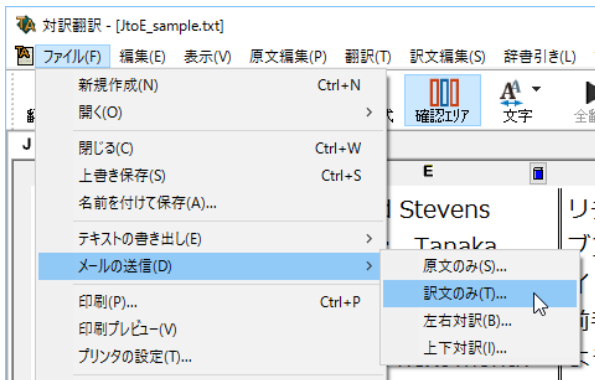 対訳翻訳 - [JtoE_sample.txt]
ファイル(F) 編集(E) 表示(V) 原文編集(P) 翻訳(T) 訳文編集(S) 辞書引き(L)
新規作成(N) Ctrl+N
開く(O)
確認エリア 文字
閉じる(C) Ctrl+W
上書き保存(S) Ctrl+S
E
名前を付けて保存(A)...
Stevens
テキストの書き出し(E)
Tanaka
メールの送信(D)
原文のみ(S)...
訳文のみ(T)...
印刷(P)... Ctrl+P
左右対訳(B)...
印刷プレビュー(V)
上下対訳(I)...
プリンタの設定(T)...